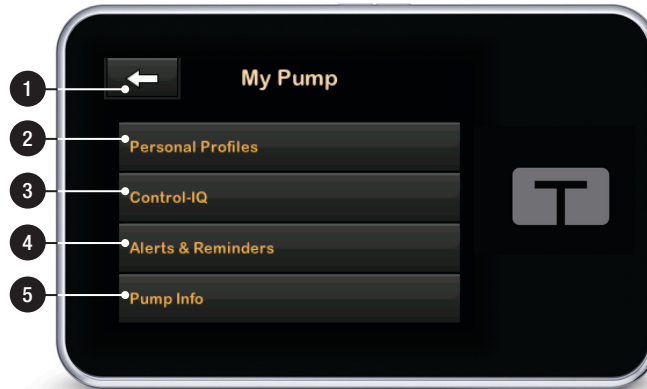 My Pump
1
2
Personal Profiles
3
Control-IQ
4
Alerts & Reminders
5
Pump Info
T